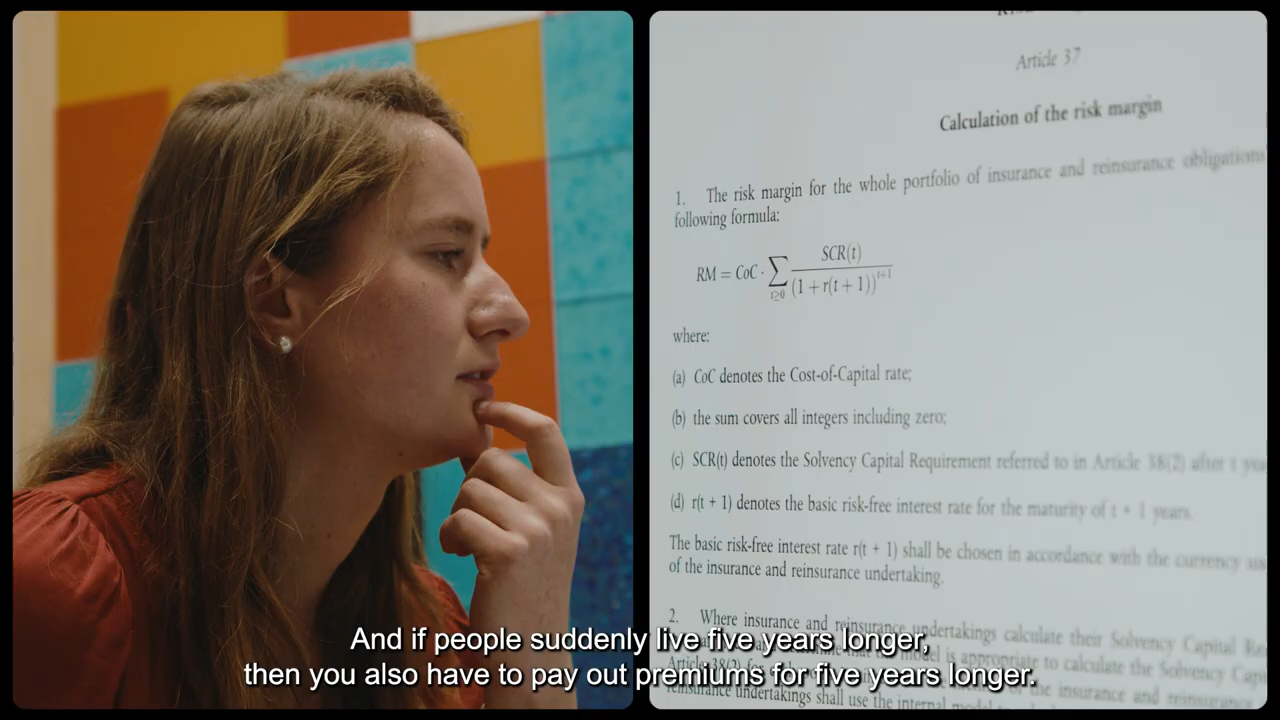 Article 37
Calculation of the risk margin
1. The risk margin for the whole portfolio of insurance and reinsurance obligations
following formula:
RM = CoC · ∑ t≥0 SCR(t) / (1 + r(t + 1))^t+1
where:
(a) CoC denotes the Cost-of-Capital rate;
(b) the sum covers all integers including zero;
(c) SCR(t) denotes the Solvency Capital Requirement referred to in Article 38(2) after t
(d) r(t + 1) denotes the basic risk-free interest rate for the maturity of t + 1 years.
The basic risk-free interest rate r(t + 1) shall be chosen in accordance with the currency
of the insurance and reinsurance undertaking.
2. Where insurance and reinsurance undertakings calculate their Solvency Capital
model is appropriate to calculate the Solvency
Article 38(2) of the insurance and reinsurance
reinsurance undertakings shall use the internal model
And if people suddenly live five years longer,
then you also have to pay out premiums for five years longer.